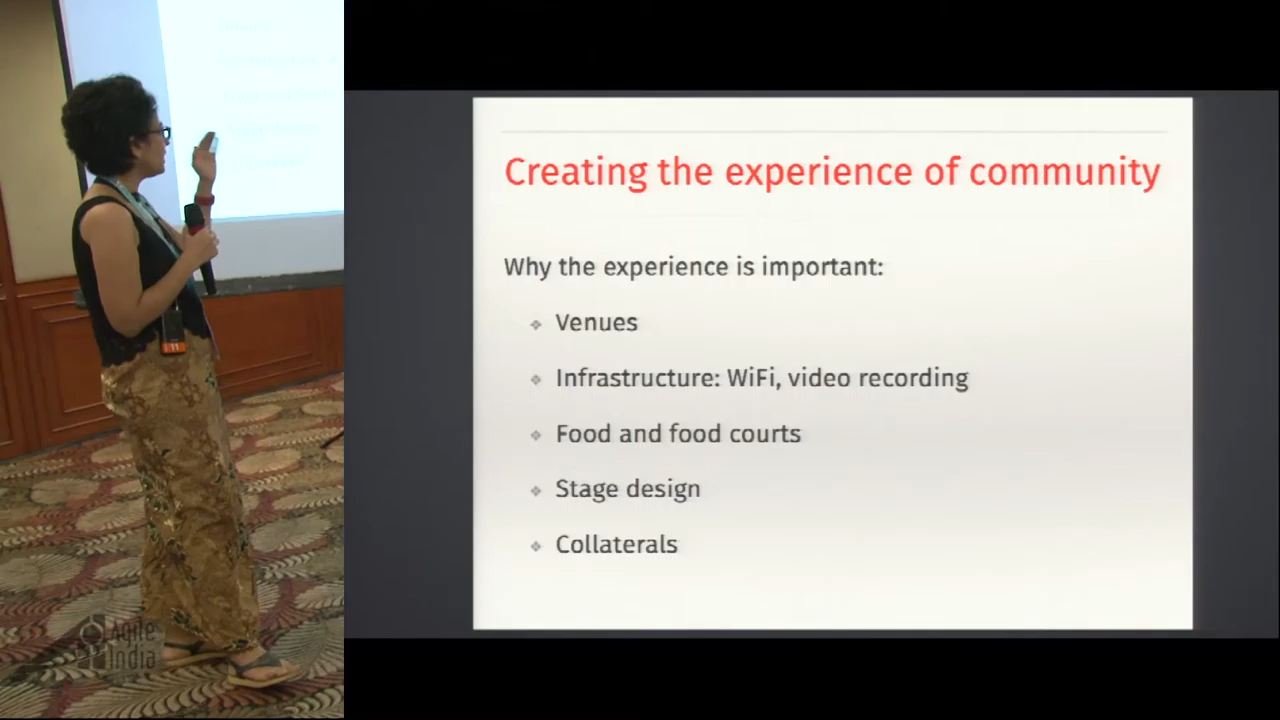 Creating the experience of community
Why the experience is important:
Venues
Infrastructure: WiFi, video recording
Food and food courts
Stage design
Collaterals
Agile
India